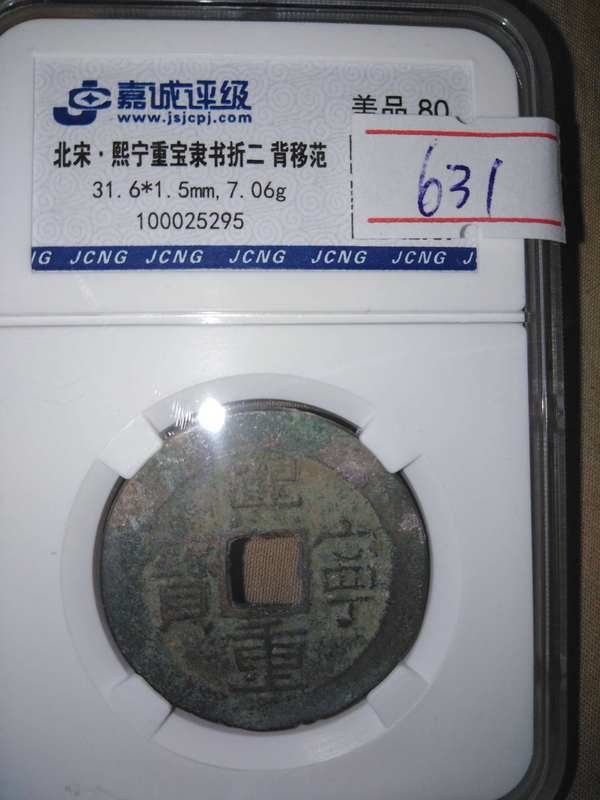 嘉诚评级
www.jsjcpj.com
美品 80
北宋·熙宁重宝隶书折二 背移范
31.6*1.5mm, 7.06g
100025295
631
JCNG JCNG JCNG JCNG JCNG
熙
寧
重
寳